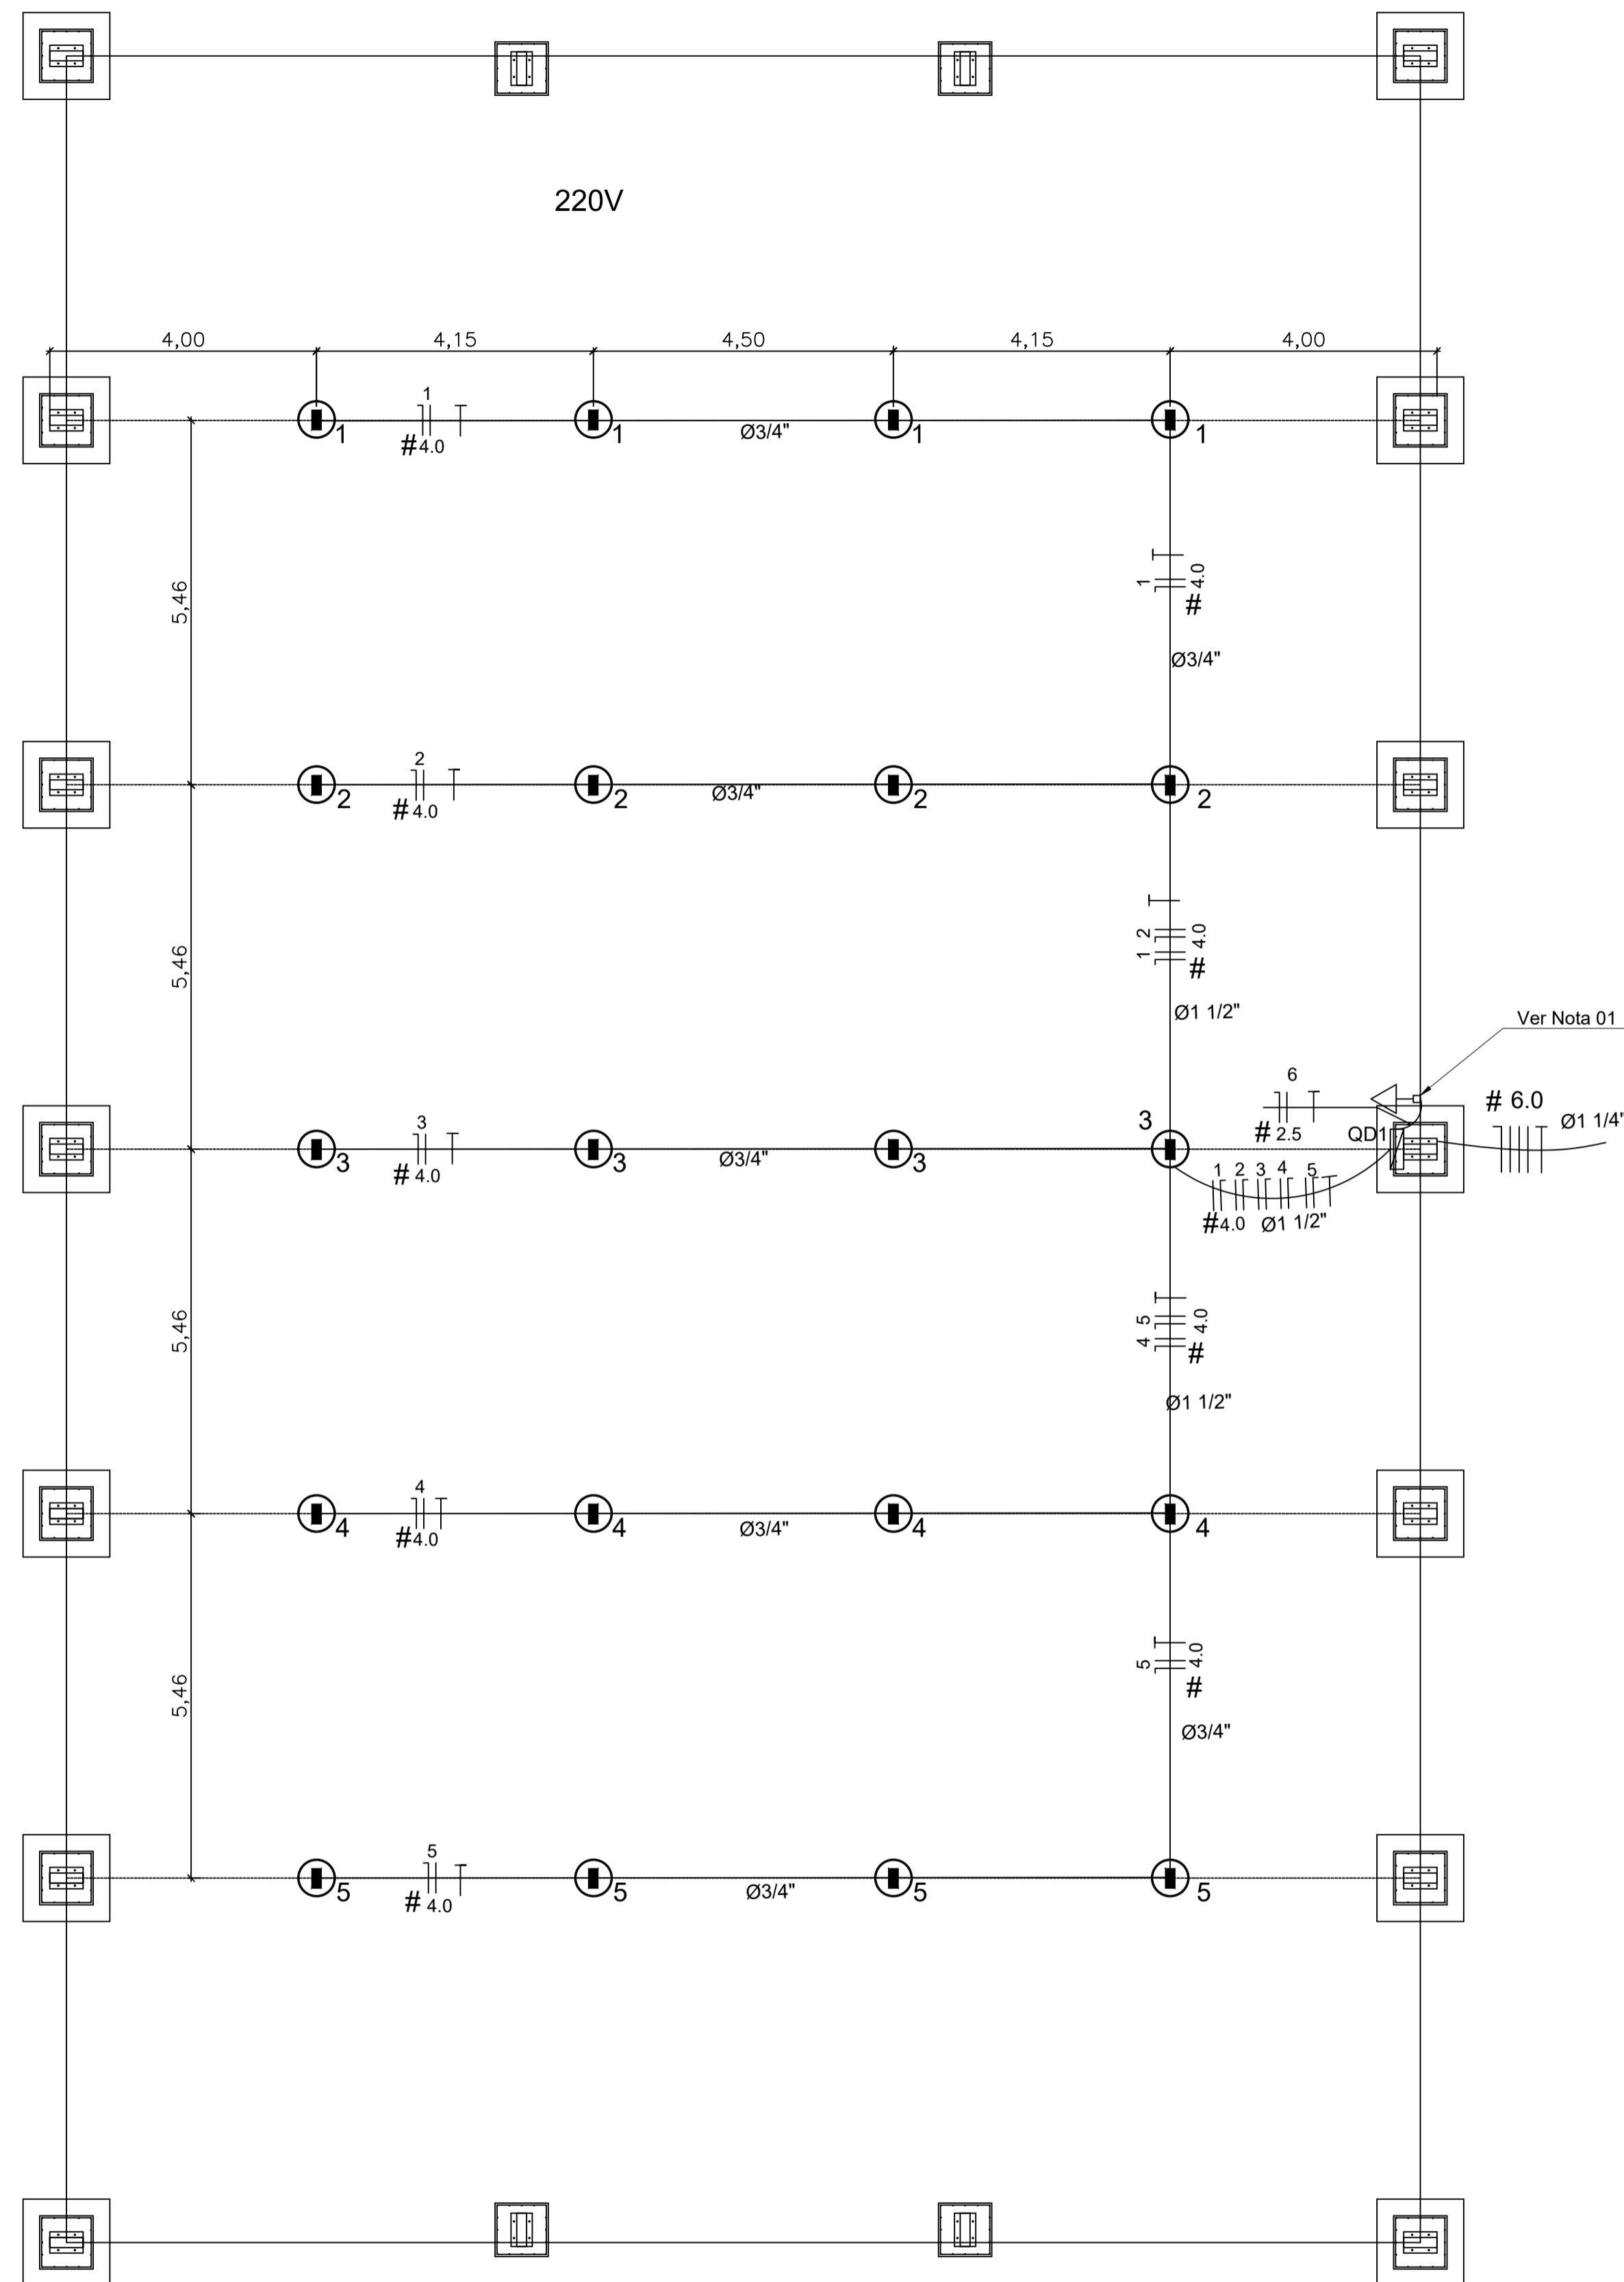 220V
4,00 4,15 4,50 4,15 4,00
1
1 #4.0 1 Ø3/4" 1 1
5,46
1 4.0
#
Ø3/4"
2
2 #4.0 2 Ø3/4" 2 2
5,46
1 2 4.0
#
Ø1 1/2"
Ver Nota 01
6
# 2.5
QD1
# 6.0
Ø1 1/4"
3
3 #4.0 3 Ø3/4" 3 3
1 2 3 4 5
#4.0 Ø1 1/2"
5,46
4 5 4.0
#
Ø1 1/2"
4
4 #4.0 4 Ø3/4" 4 4
5,46
5 4.0
#
Ø3/4"
5
5 # 4.0 5 Ø3/4" 5 5